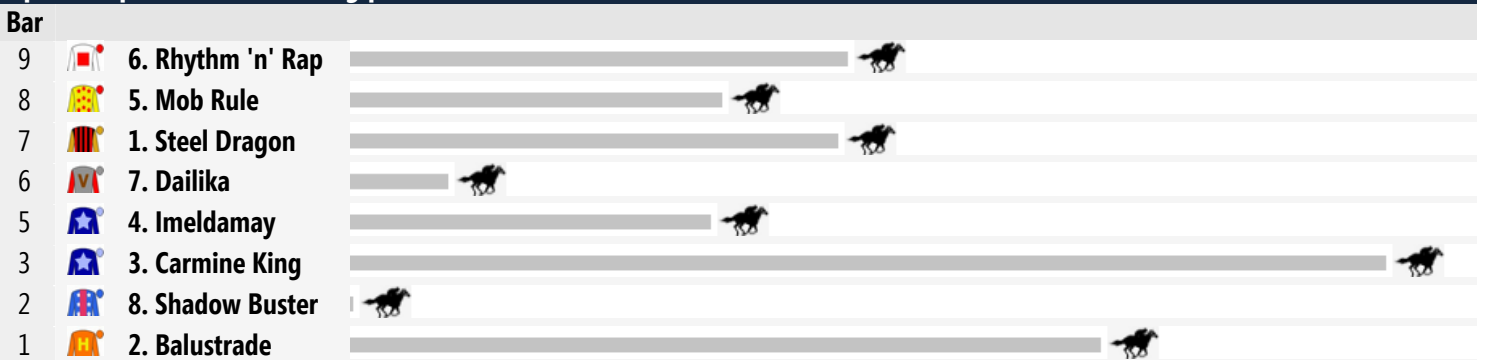 Bar
9 6. Rhythm 'n' Rap
8 5. Mob Rule
7 1. Steel Dragon
6 V 7. Dailika
5 4. Imeldamay
3 3. Carmine King
2 8. Shadow Buster
1 H 2. Balustrade